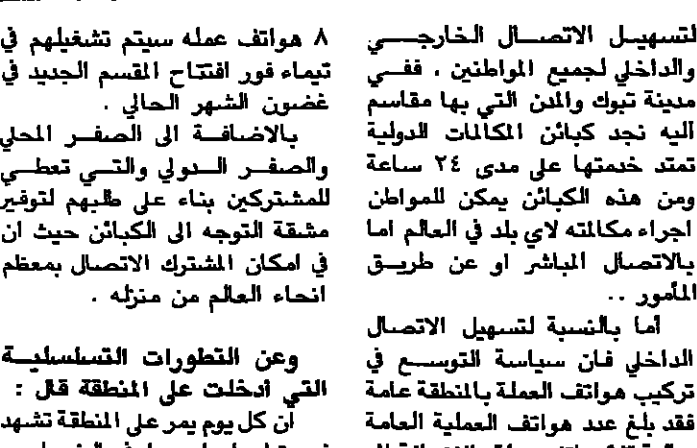 لتسهيل الاتصال الخارجي
والداخلي لجميع المواطنين ، ففي
مدينة تبوك والمدن التي بها مقاسم
آليه نجد كبائن المكالمات الدولية
تمتد خدمتها على مدى ٢٤ ساعة
ومن هذه الكبائن يمكن للمواطن
اجراء مكالمته لاي بلد في العالم اما
بالاتصال المباشر او عن طريق
المأمور ..
أما بالنسبة لتسهيل الاتصال
الداخلي فان سياسة التوسع في
تركيب هواتف العملة بالمنطقة عامة
فقد بلغ عدد هواتف العملية العامة
٨ هواتف عمله سيتم تشغيلهم في
تيماء فور افتتاح القسم الجديد في
غضون الشهر الحالي .
بالاضافة الى الصفر المحلي
والصفر الدولي والتي تعطي
للمشتركين بناء على طلبهم لتوفير
مشقة التوجه الى الكبائن حيث ان
في امكان المشترك الاتصال بمعظم
انحاء العالم من منزله .
وعن التطورات التسلسلية
التي أدخلت على المنطقة قال :
ان كل يوم يمر على المنطقة تشهد